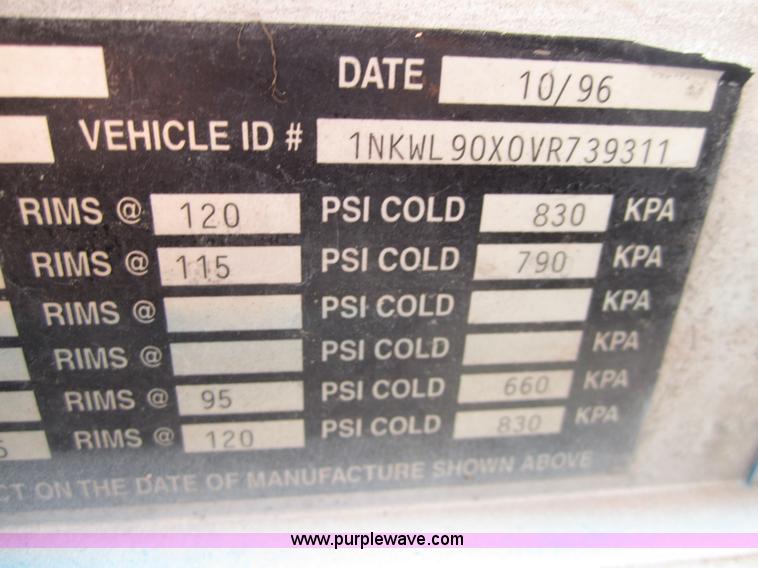 DATE 10/96
VEHICLE ID # 1NKWL90X0VR739311
RIMS @ 120 PSI COLD 830 KPA
RIMS @ 115 PSI COLD 790 KPA
RIMS @ PSI COLD KPA
RIMS @ PSI COLD KPA
RIMS @ 95 PSI COLD 660 KPA
5 RIMS @ 120 PSI COLD 830 KPA
CT ON THE DATE OF MANUFACTURE SHOWN ABOVE
www.purplewave.com